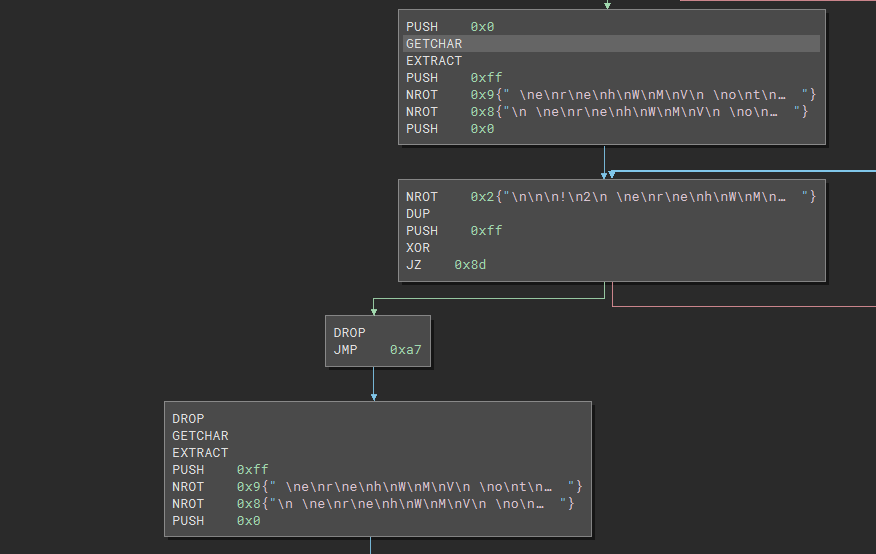 PUSH 0x0
GETCHAR
EXTRACT
PUSH 0xff
NROT 0x9{" \ne\nr\ne\nh\nW\nM\nV\n \no\nt\n… "}
NROT 0x8{"\n \ne\nr\ne\nh\nW\nM\nV\n \no\n… "}
PUSH 0x0
NROT 0x2{"\n\n\n!\n2\n \ne\nr\ne\nh\nW\nM\n… "}
DUP
PUSH 0xff
XOR
JZ 0x8d
DROP
JMP 0xa7
DROP
GETCHAR
EXTRACT
PUSH 0xff
NROT 0x9{" \ne\nr\ne\nh\nW\nM\nV\n \no\nt\n… "}
NROT 0x8{"\n \ne\nr\ne\nh\nW\nM\nV\n \no\n… "}
PUSH 0x0